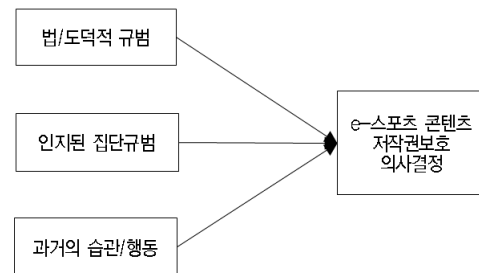 법/도덕적 규범
인지된 집단규범
e-스포츠 콘텐츠
저작권보호
의사결정
과거의 습관/행동